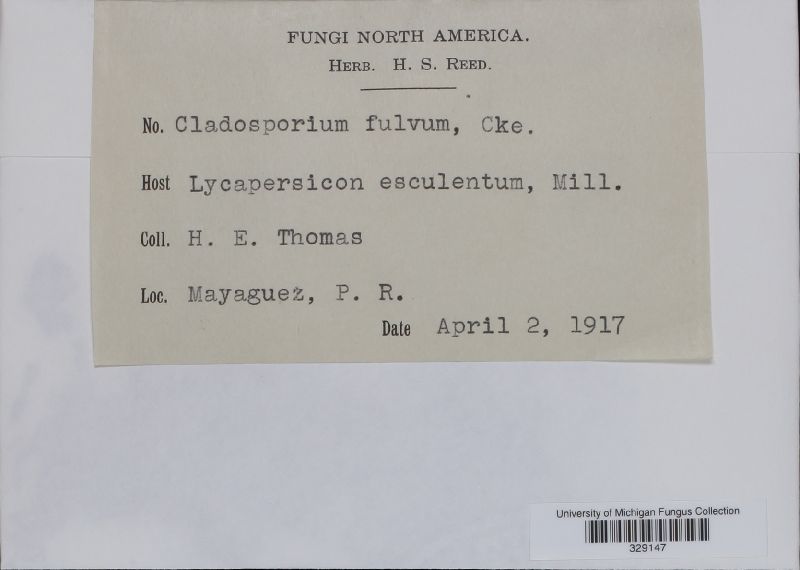 FUNGI NORTH AMERICA.
HERB. H. S. REED.
No. Cladosporium fulvum, Cke.
Host Lycapersicon esculentum, Mill.
Coll. H. E. Thomas
Loc. Mayaguez, P. R.
Date April 2, 1917
University of Michigan Fungus Collection
329147